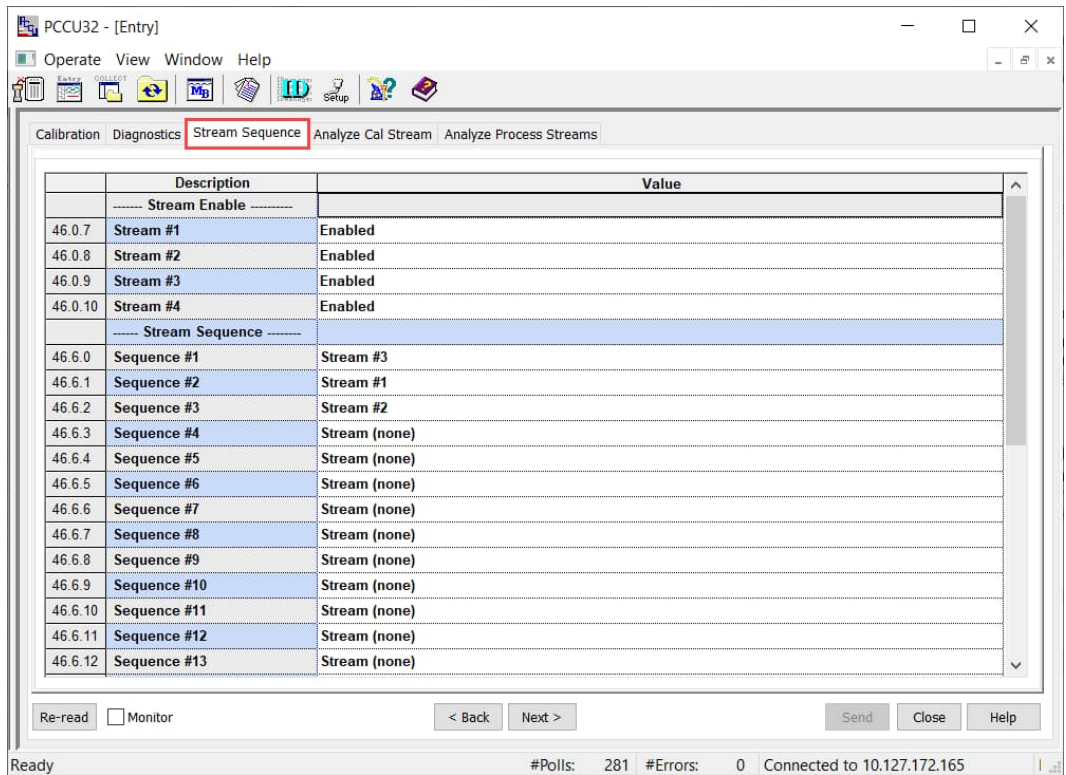 PCCU32 - [Entry]
Operate View Window Help
Entry COLLECT MB ID Manager Setup
Calibration Diagnostics Stream Sequence Analyze Cal Stream Analyze Process Streams
Description Value
------- Stream Enable ----------
46.0.7 Stream #1 Enabled
46.0.8 Stream #2 Enabled
46.0.9 Stream #3 Enabled
46.0.10 Stream #4 Enabled
------ Stream Sequence --------
46.6.0 Sequence #1 Stream #3
46.6.1 Sequence #2 Stream #1
46.6.2 Sequence #3 Stream #2
46.6.3 Sequence #4 Stream (none)
46.6.4 Sequence #5 Stream (none)
46.6.5 Sequence #6 Stream (none)
46.6.6 Sequence #7 Stream (none)
46.6.7 Sequence #8 Stream (none)
46.6.8 Sequence #9 Stream (none)
46.6.9 Sequence #10 Stream (none)
46.6.10 Sequence #11 Stream (none)
46.6.11 Sequence #12 Stream (none)
46.6.12 Sequence #13 Stream (none)
Re-read Monitor < Back Next > Send Close Help
Ready #Polls: 281 #Errors: 0 Connected to 10.127.172.165